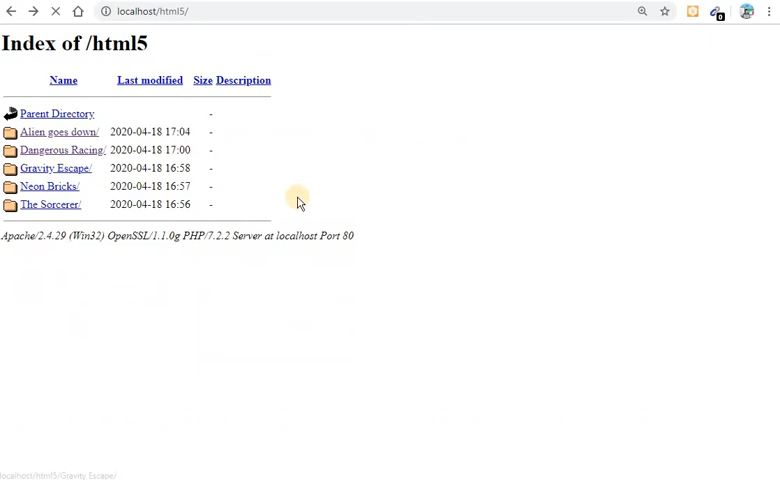 localhost/html5/
0
Index of /html5
Name Last modified Size Description
Parent Directory -
Alien goes down/ 2020-04-18 17:04 -
Dangerous Racing/ 2020-04-18 17:00 -
Gravity Escape/ 2020-04-18 16:58 -
Neon Bricks/ 2020-04-18 16:57 -
The Sorcerer/ 2020-04-18 16:56 -
Apache/2.4.29 (Win32) OpenSSL/1.1.0g PHP/7.2.2 Server at localhost Port 80
localhost/html5/Gravity Escape/